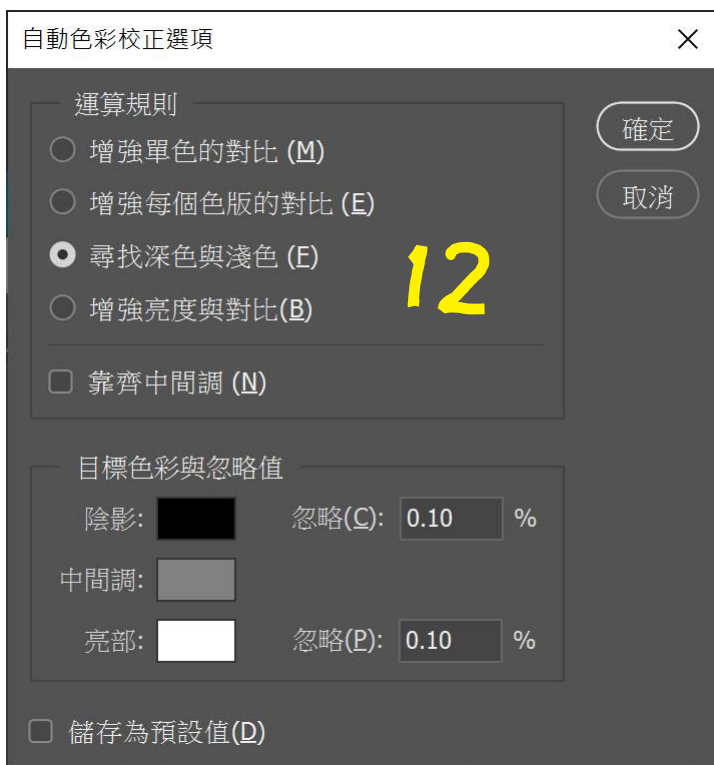 自動色彩校正選項
運算規則
確定
增強單色的對比 (M)
增強每個色版的對比 (E)
取消
尋找深色與淺色 (F)
12
增強亮度與對比(B)
靠齊中間調 (N)
目標色彩與忽略值
陰影: 忽略(C): 0.10 %
中間調:
亮部: 忽略(P): 0.10 %
儲存為預設值(D)